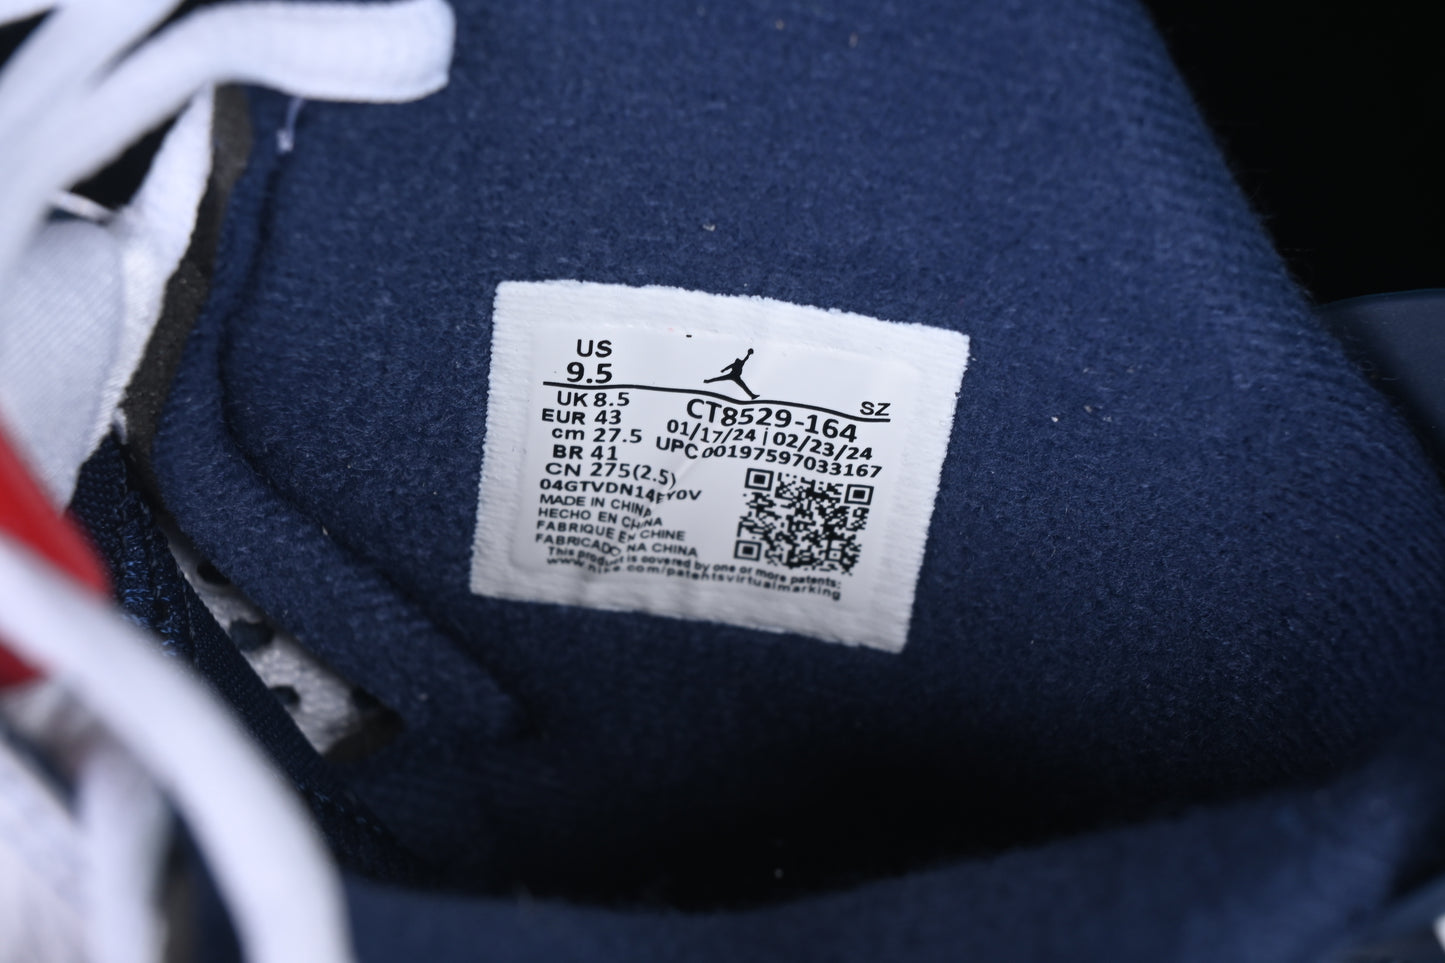 US
9.5
SZ
UK 8.5
EUR 43
cm 27.5
BR 41
CN 275(2.5)
04GTVDN14FY0V
CT8529-164
01/17/24 | 02/23/24
UPC 00197597033167
MADE IN CHINA
HECHO EN CHINA
FABRIQUE EN CHINE
FABRICADO NA CHINA
This product is covered by one or more patents:
www.nike.com/patentsvirtualmarking